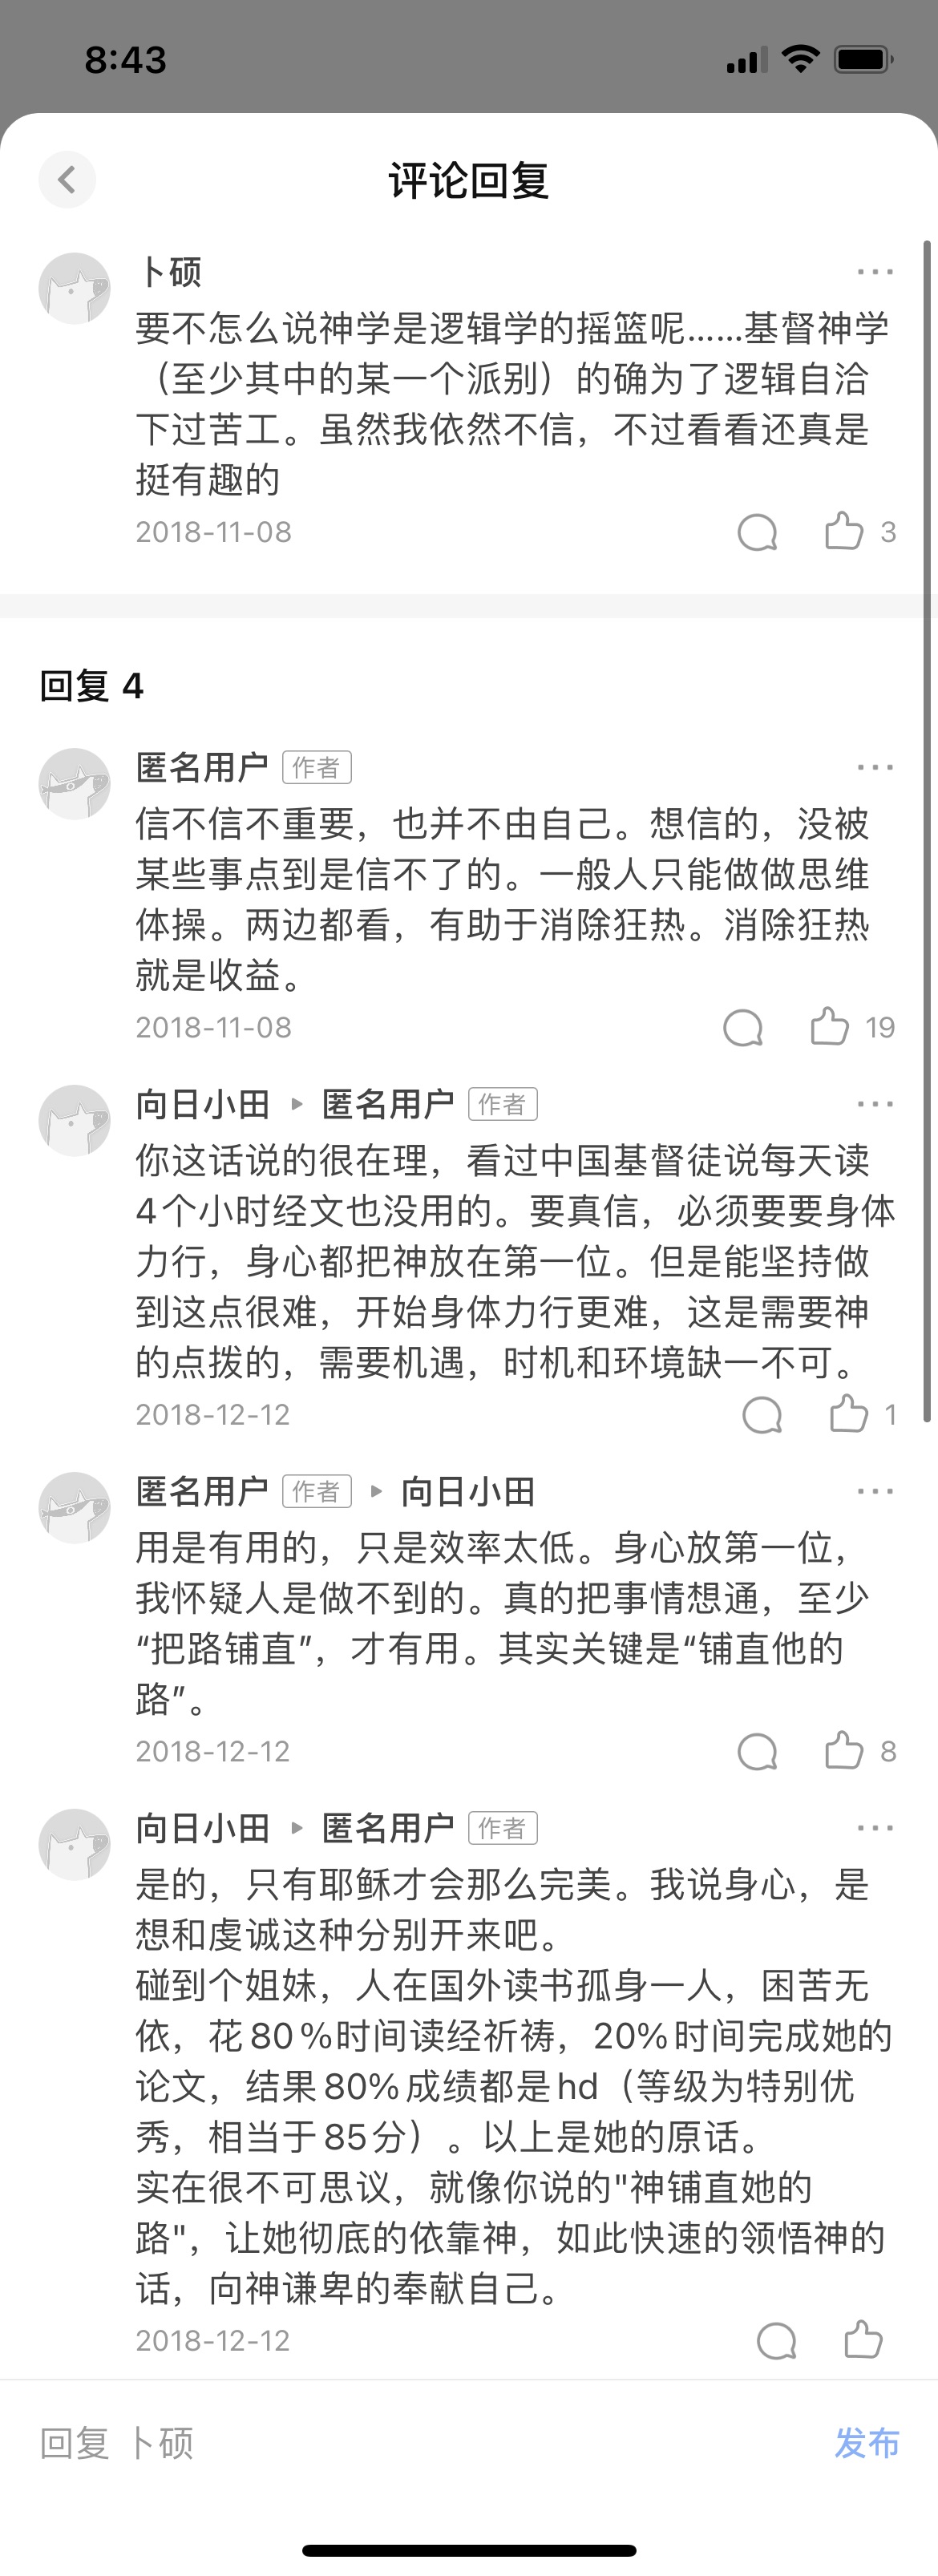 8:43
评论回复
卜硕
要不怎么说神学是逻辑学的摇篮呢……基督神学
（至少其中的某一个派别）的确为了逻辑自洽
下过苦工。虽然我依然不信，不过看看还真是
挺有趣的
2018-11-08 3
回复 4
匿名用户 作者
信不信不重要，也并不由自己。想信的，没被
某些事点到是信不了的。一般人只能做做思维
体操。两边都看，有助于消除狂热。消除狂热
就是收益。
2018-11-08 19
向日小田 匿名用户 作者
你这话说的很在理，看过中国基督徒说每天读
4个小时经文也没用的。要真信，必须要要身体
力行，身心都把神放在第一位。但是能坚持做
到这点很难，开始身体力行更难，这是需要神
的点拨的，需要机遇，时机和环境缺一不可。
2018-12-12 1
匿名用户 作者 向日小田
用是有用的，只是效率太低。身心放第一位，
我怀疑人是做不到的。真的把事情想通，至少
“把路铺直”，才有用。其实关键是“铺直他的
路”。
2018-12-12 8
向日小田 匿名用户 作者
是的，只有耶稣才会那么完美。我说身心，是
想和虔诚这种分别开来吧。
碰到个姐妹，人在国外读书孤身一人，困苦无
依，花80％时间读经祈祷，20%时间完成她的
论文，结果80%成绩都是hd（等级为特别优
秀，相当于85分）。以上是她的原话。
实在很不可思议，就像你说的"神铺直她的
路"，让她彻底的依靠神，如此快速的领悟神的
话，向神谦卑的奉献自己。
2018-12-12
回复 卜硕 发布